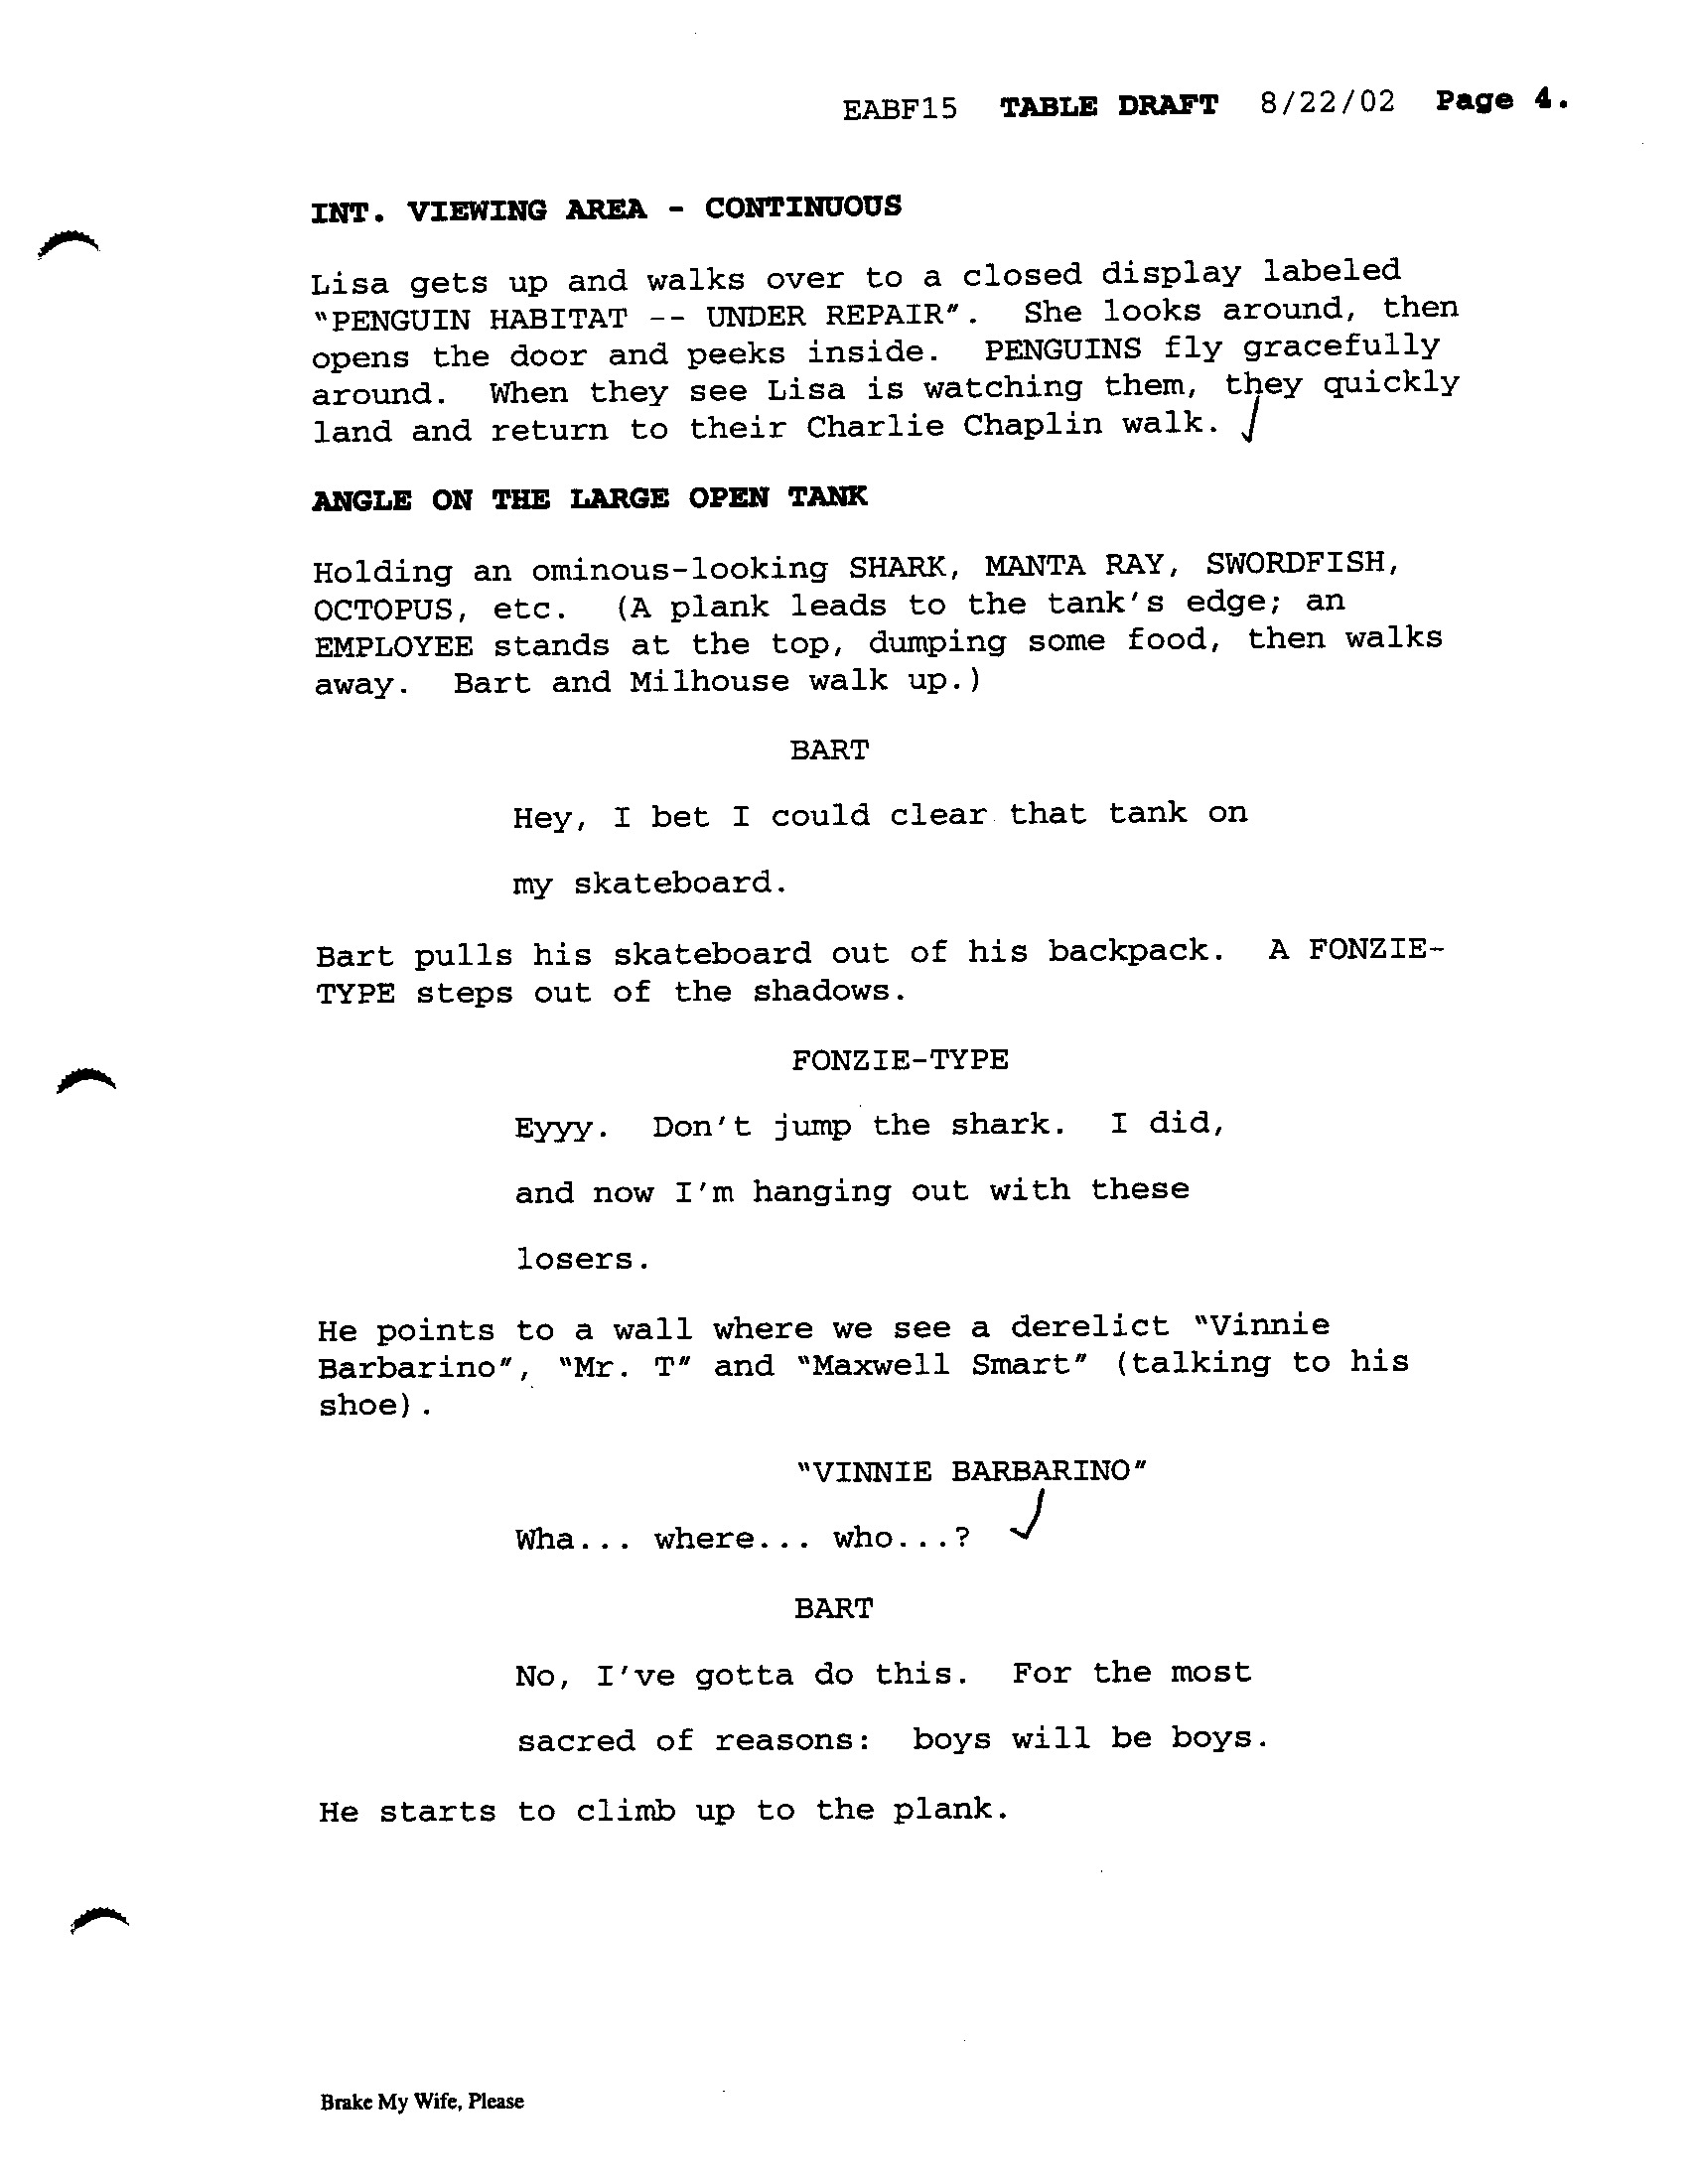 EABF15 TABLE DRAFT 8/22/02 Page 4.
INT. VIEWING AREA - CONTINUOUS
Lisa gets up and walks over to a closed display labeled
"PENGUIN HABITAT -- UNDER REPAIR". She looks around, then
opens the door and peeks inside. PENGUINS fly gracefully
around. When they see Lisa is watching them, they quickly
land and return to their Charlie Chaplin walk.
ANGLE ON THE LARGE OPEN TANK
Holding an ominous-looking SHARK, MANTA RAY, SWORDFISH,
OCTOPUS, etc. (A plank leads to the tank's edge; an
EMPLOYEE stands at the top, dumping some food, then walks
away. Bart and Milhouse walk up.)
BART
Hey, I bet I could clear that tank on
my skateboard.
Bart pulls his skateboard out of his backpack. A FONZIE-
TYPE steps out of the shadows.
FONZIE-TYPE
Eyyy. Don't jump the shark. I did,
and now I'm hanging out with these
losers.
He points to a wall where we see a derelict "Vinnie
Barbarino", "Mr. T" and "Maxwell Smart" (talking to his
shoe).
"VINNIE BARBARINO"
Wha... where... who...?
BART
No, I've gotta do this. For the most
sacred of reasons: boys will be boys.
He starts to climb up to the plank.
Brake My Wife, Please